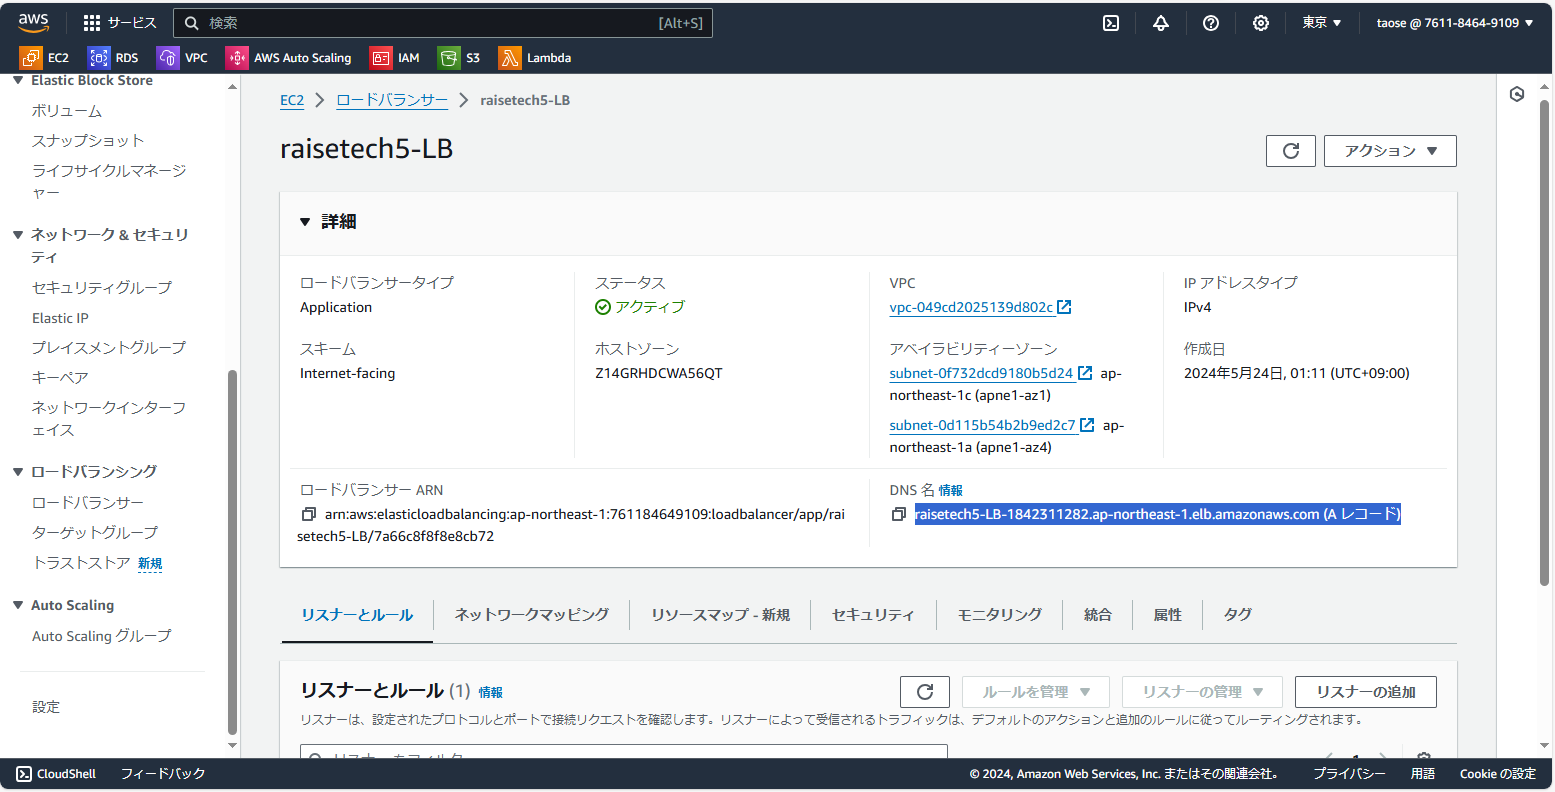 aws
サービス
検索
[Alt+S]
東京 ▼
taose @ 7611-8464-9109 ▼
EC2
RDS
VPC
AWS Auto Scaling
IAM
S3
Lambda
▼ Elastic Block Store
ボリューム
スナップショット
ライフサイクルマネージ
ャー
▼ ネットワーク & セキュリ
ティ
セキュリティグループ
Elastic IP
プレイスメントグループ
キーペア
ネットワークインターフ
ェイス
▼ ロードバランシング
ロードバランサー
ターゲットグループ
トラストストア 新規
▼ Auto Scaling
Auto Scaling グループ
設定
EC2 > ロードバランサー > raisetech5-LB
raisetech5-LB
アクション ▼
▼ 詳細
ロードバランサータイプ
Application
ステータス
アクティブ
VPC
vpc-049cd2025139d802c
IP アドレスタイプ
IPv4
スキーム
Internet-facing
ホストゾーン
Z14GRHDCWA56QT
アベイラビリティーゾーン
subnet-0f732dcd9180b5d24 ap-
northeast-1c (apne1-az1)
subnet-0d115b54b2b9ed2c7 ap-
northeast-1a (apne1-az4)
作成日
2024年5月24日, 01:11 (UTC+09:00)
ロードバランサー ARN
arn:aws:elasticloadbalancing:ap-northeast-1:761184649109:loadbalancer/app/rai
setech5-LB/7a66c8f8f8e8cb72
DNS 名 情報
raisetech5-LB-1842311282.ap-northeast-1.elb.amazonaws.com (A レコード)
リスナーとルール
ネットワークマッピング
リソースマップ - 新規
セキュリティ
モニタリング
統合
属性
タグ
リスナーとルール (1) 情報
ルールを管理 ▼
リスナーの管理 ▼
リスナーの追加
リスナーは、設定されたプロトコルとポートで接続リクエストを確認します。リスナーによって受信されるトラフィックは、デフォルトのアクションと追加のルールに従ってルーティングされます。
リスナーをフィルター
1
CloudShell
フィードバック
© 2024, Amazon Web Services, Inc. またはその関連会社。
プライバシー
用語
Cookie の設定